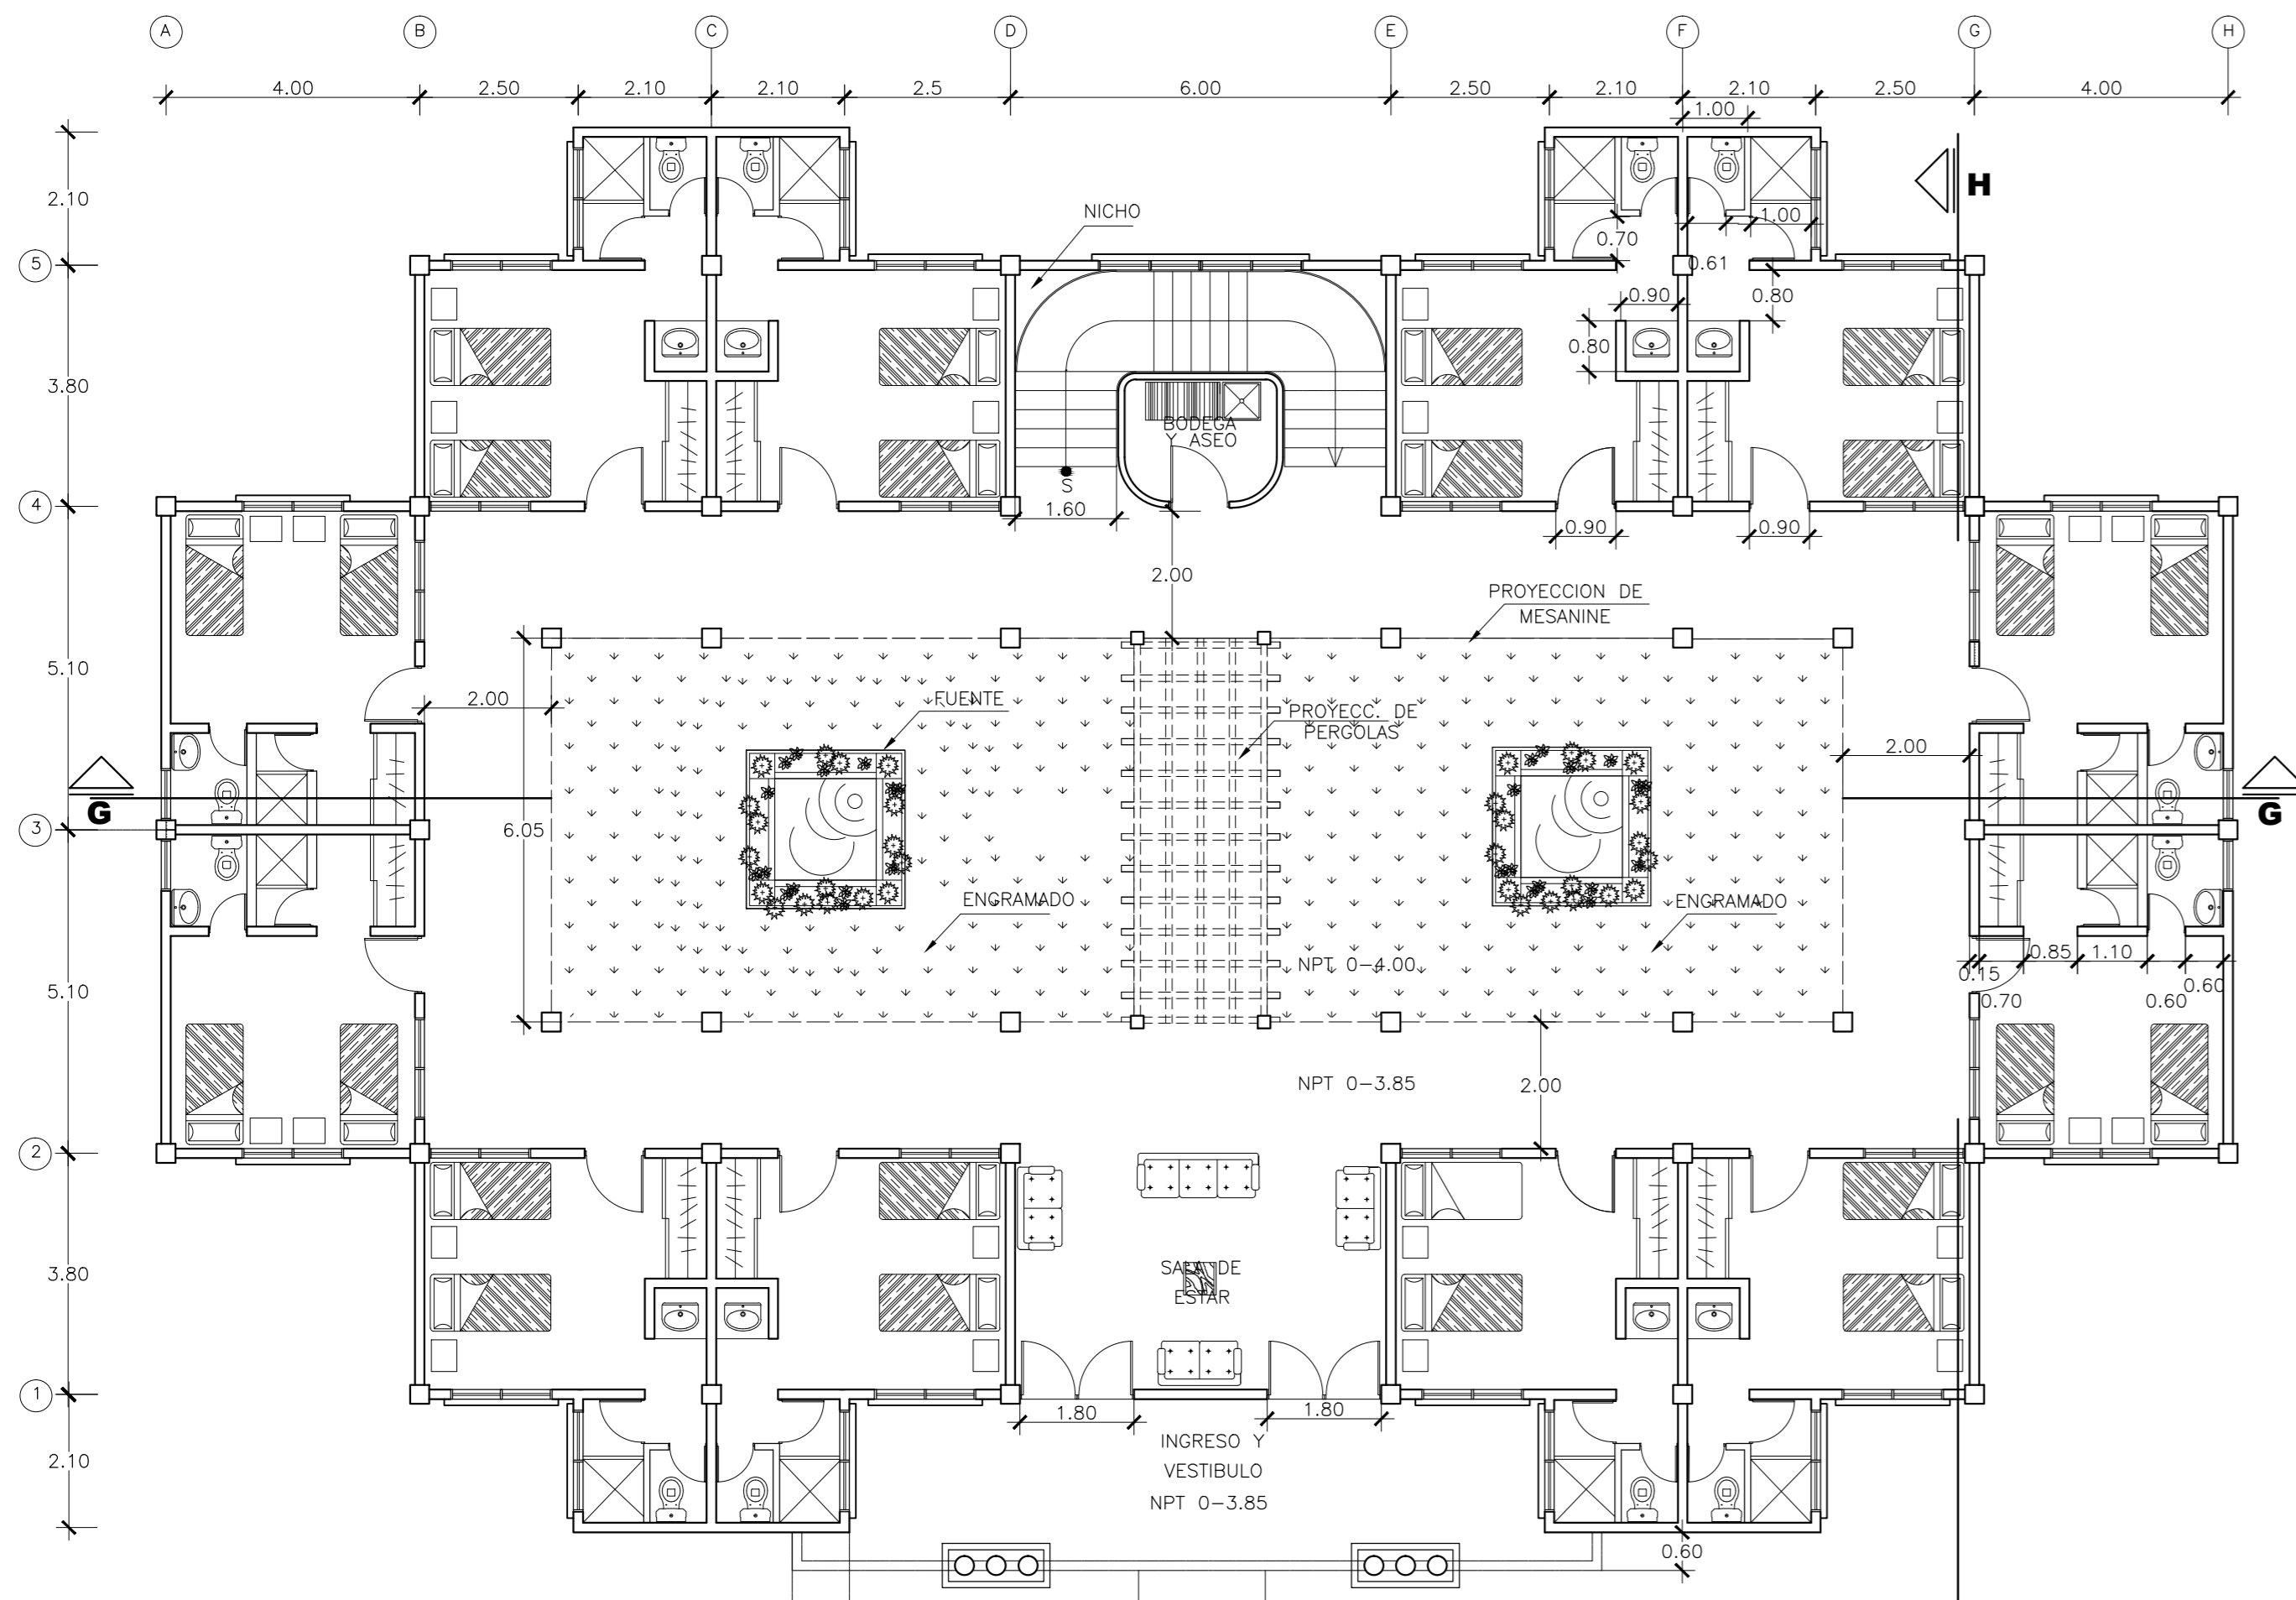 A B C D E F G H
4.00 2.50 2.10 2.10 2.5 6.00 2.50 2.10 2.10 2.50 4.00
1.00
2.10
H
NICHO
1.00
0.70
5
0.61
0.90 0.80
0.80
3.80
BODEGA
Y ASEO
S
4
1.60
0.90 0.90
2.00
PROYECCION DE
MESANINE
5.10
2.00
FUENTE
PROYECC. DE
PERGOLAS
2.00
G
G
3
6.05
ENGRAMADO
ENGRAMADO
0.85 1.10
NPT 0-4.00
0.15
0.60
5.10
0.70 0.60
NPT 0-3.85
2.00
2
SALA DE
ESTAR
3.80
1
1.80 1.80
INGRESO Y
VESTIBULO
NPT 0-3.85
2.10
0.60